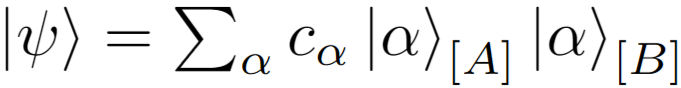 |ψ⟩ = ∑_α c_α |α⟩_[A] |α⟩_[B]